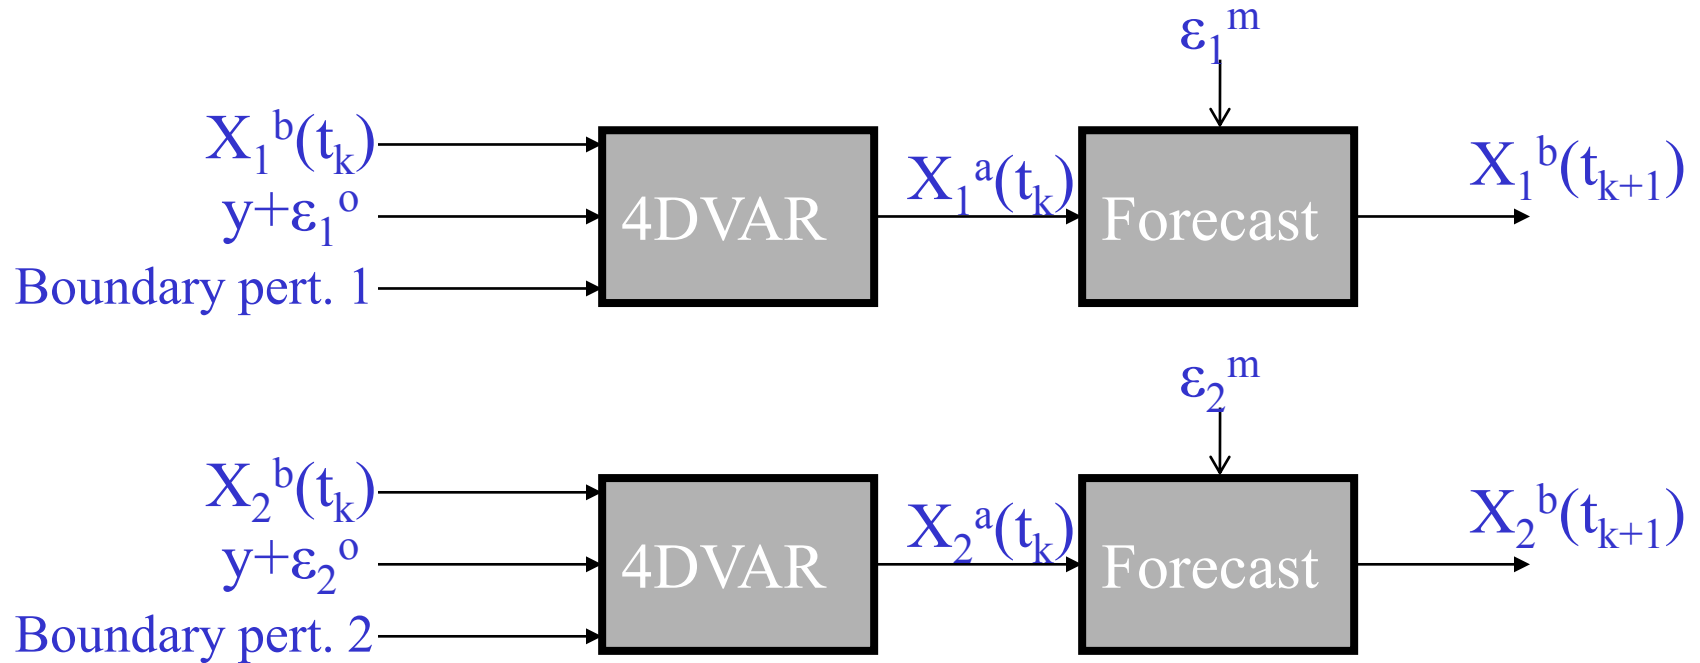 ε₁ᵐ
X₁ᵇ(tₖ)
y+ε₁ᵒ
Boundary pert. 1
4DVAR
X₁ᵃ(tₖ)
Forecast
X₁ᵇ(tₖ₊₁)
ε₂ᵐ
X₂ᵇ(tₖ)
y+ε₂ᵒ
Boundary pert. 2
4DVAR
X₂ᵃ(tₖ)
Forecast
X₂ᵇ(tₖ₊₁)